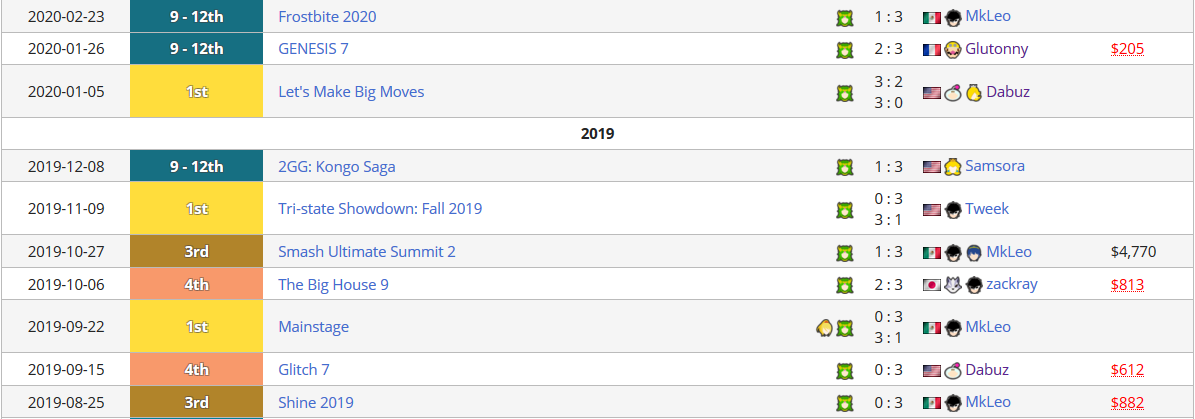 2020-02-23 9 - 12th Frostbite 2020 1 : 3 MkLeo
2020-01-26 9 - 12th GENESIS 7 2 : 3 Glutonny $205
2020-01-05 1st Let's Make Big Moves 3 : 2 3 : 0 Dabuz
2019
2019-12-08 9 - 12th 2GG: Kongo Saga 1 : 3 Samsora
2019-11-09 1st Tri-state Showdown: Fall 2019 0 : 3 3 : 1 Tweek
2019-10-27 3rd Smash Ultimate Summit 2 1 : 3 MkLeo $4,770
2019-10-06 4th The Big House 9 2 : 3 zackray $813
2019-09-22 1st Mainstage 0 : 3 3 : 1 MkLeo
2019-09-15 4th Glitch 7 0 : 3 Dabuz $612
2019-08-25 3rd Shine 2019 0 : 3 MkLeo $882